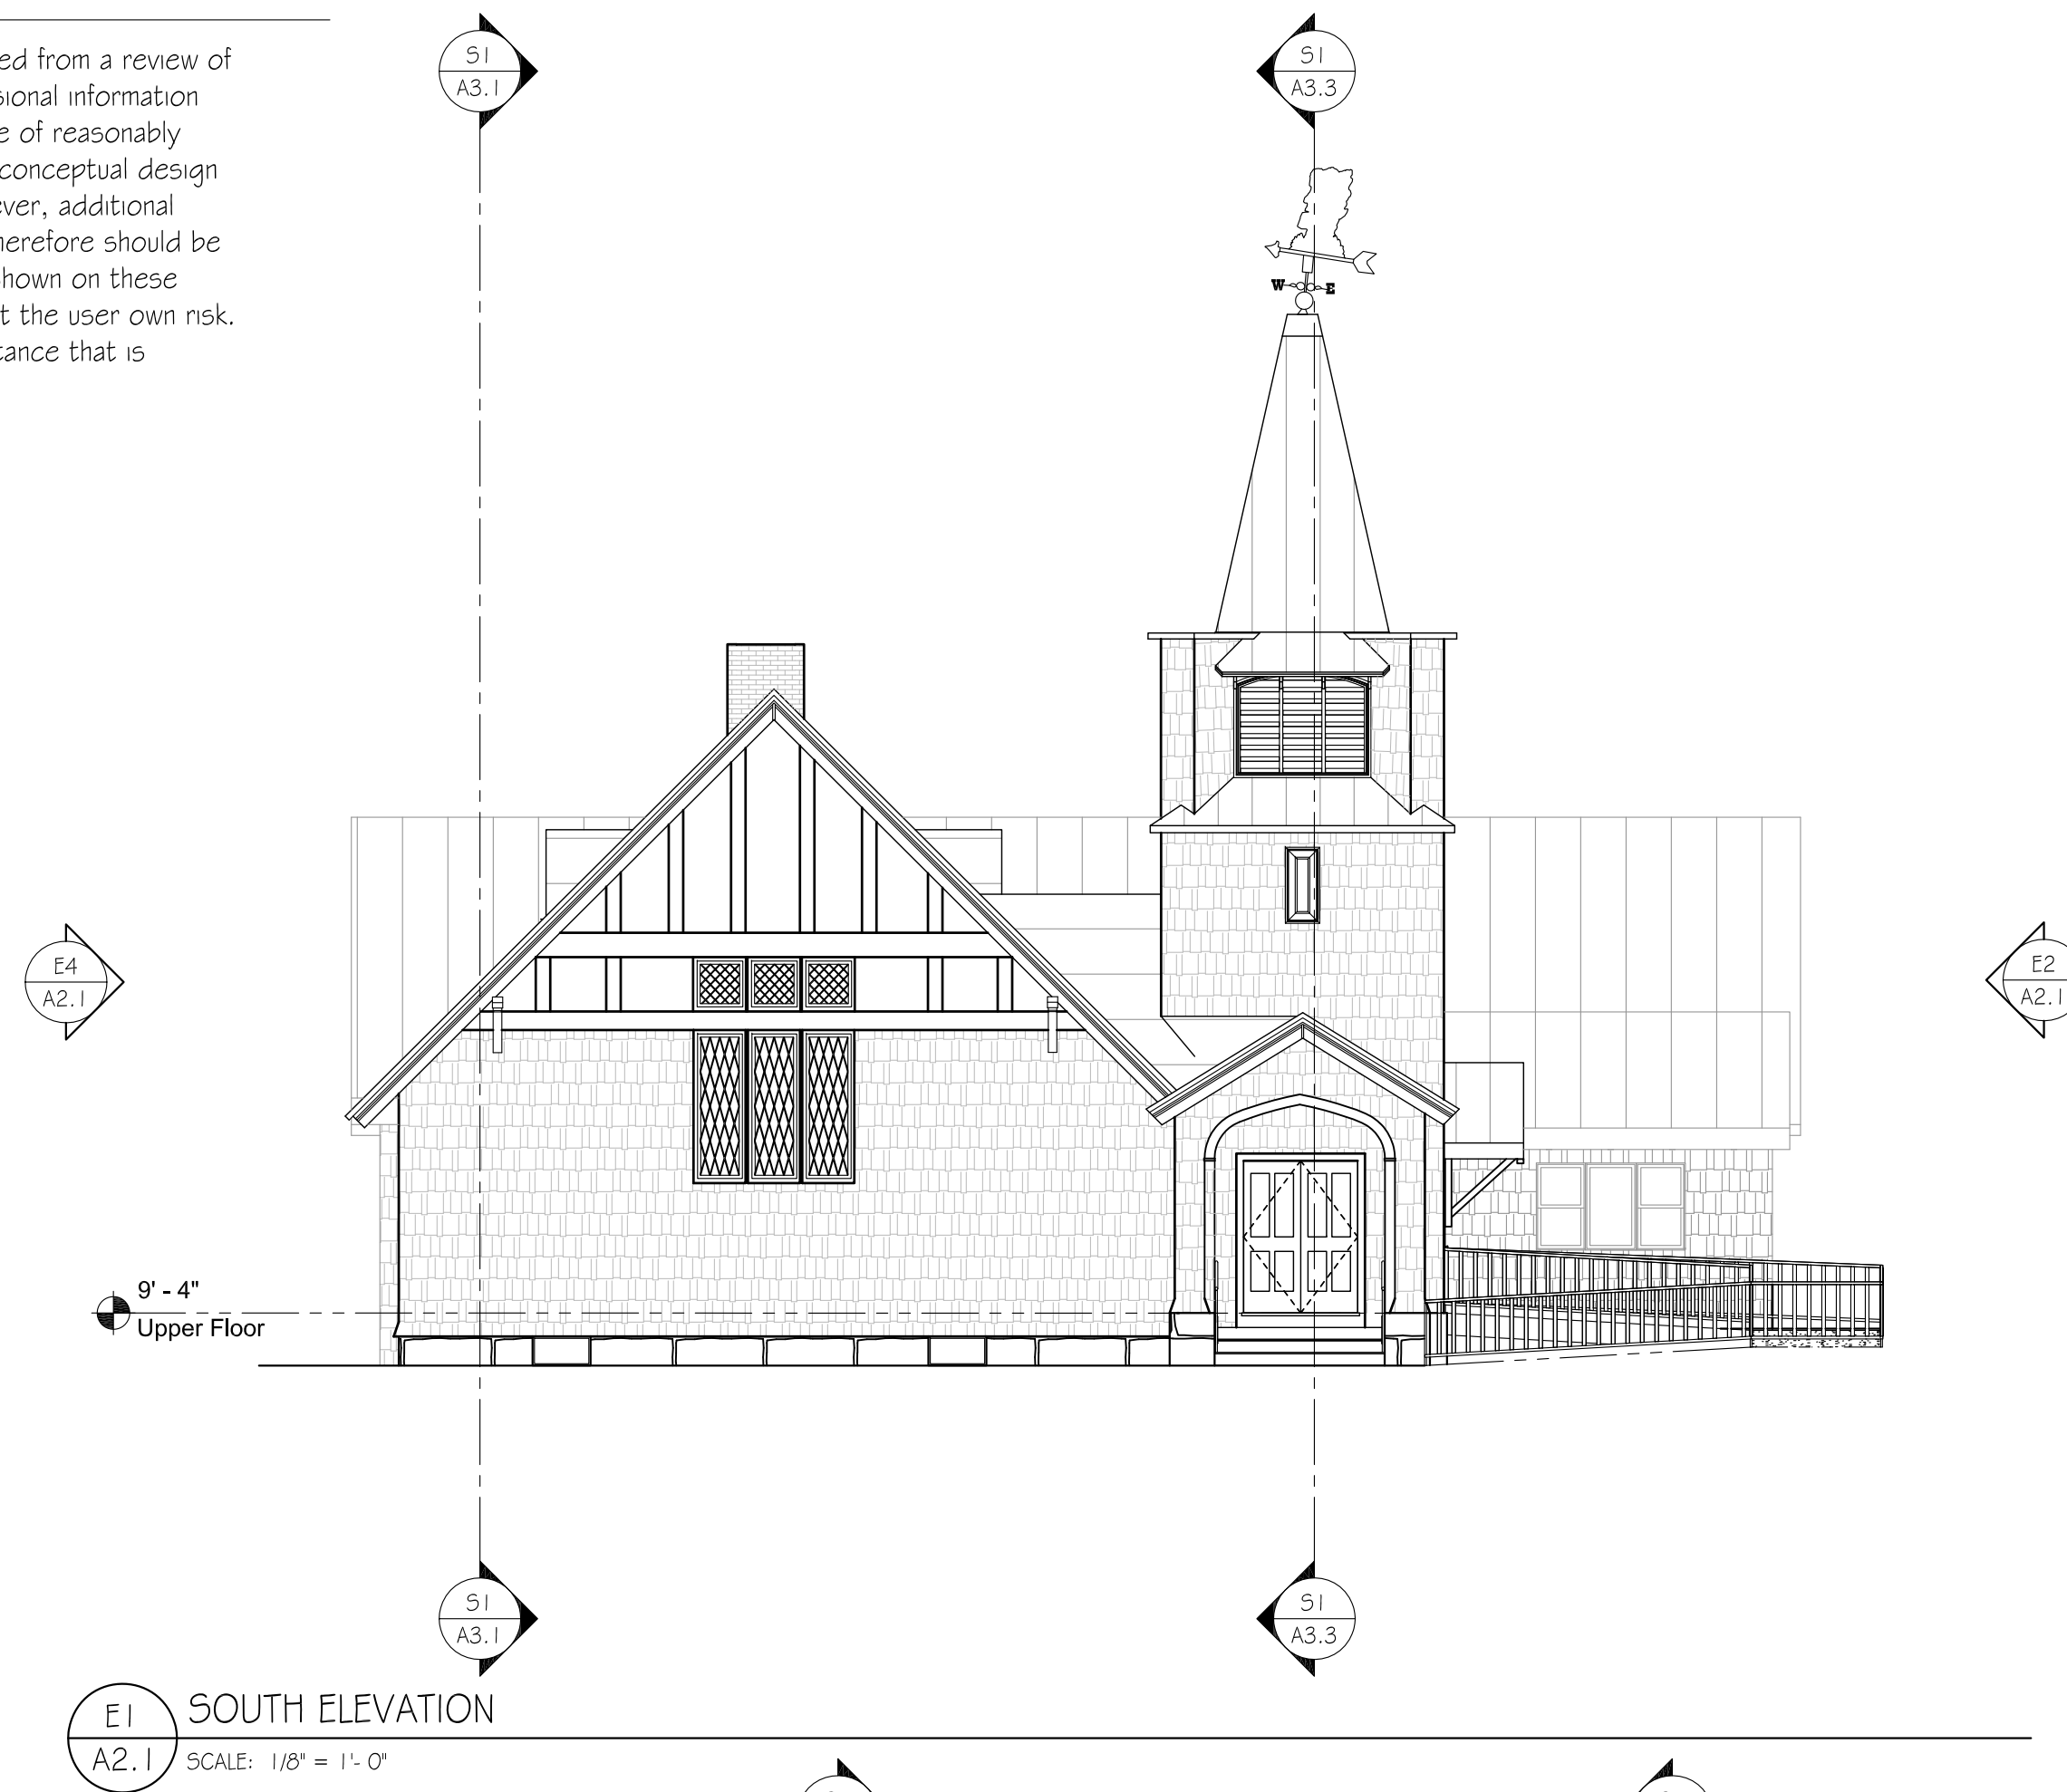 ed from a review of
sional information
e of reasonably
conceptual design
ever, additional
herefore should be
shown on these
t the user own risk.
tance that is
S1
A3.1
S1
A3.3
W E
E4
A2.1
E2
A2.1
9' - 4"
Upper Floor
S1
A3.1
S1
A3.3
E1
A2.1
SOUTH ELEVATION
SCALE: 1/8" = 1'-0"